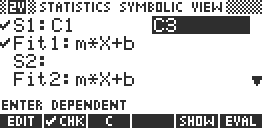 2V STATISTICS SYMBOLIC VIEW
✓S1:C1 C3
✓Fit1:m*X+b
S2:
Fit2:m*X+b
ENTER DEPENDENT
EDIT ✓CHK C SHOW EVAL